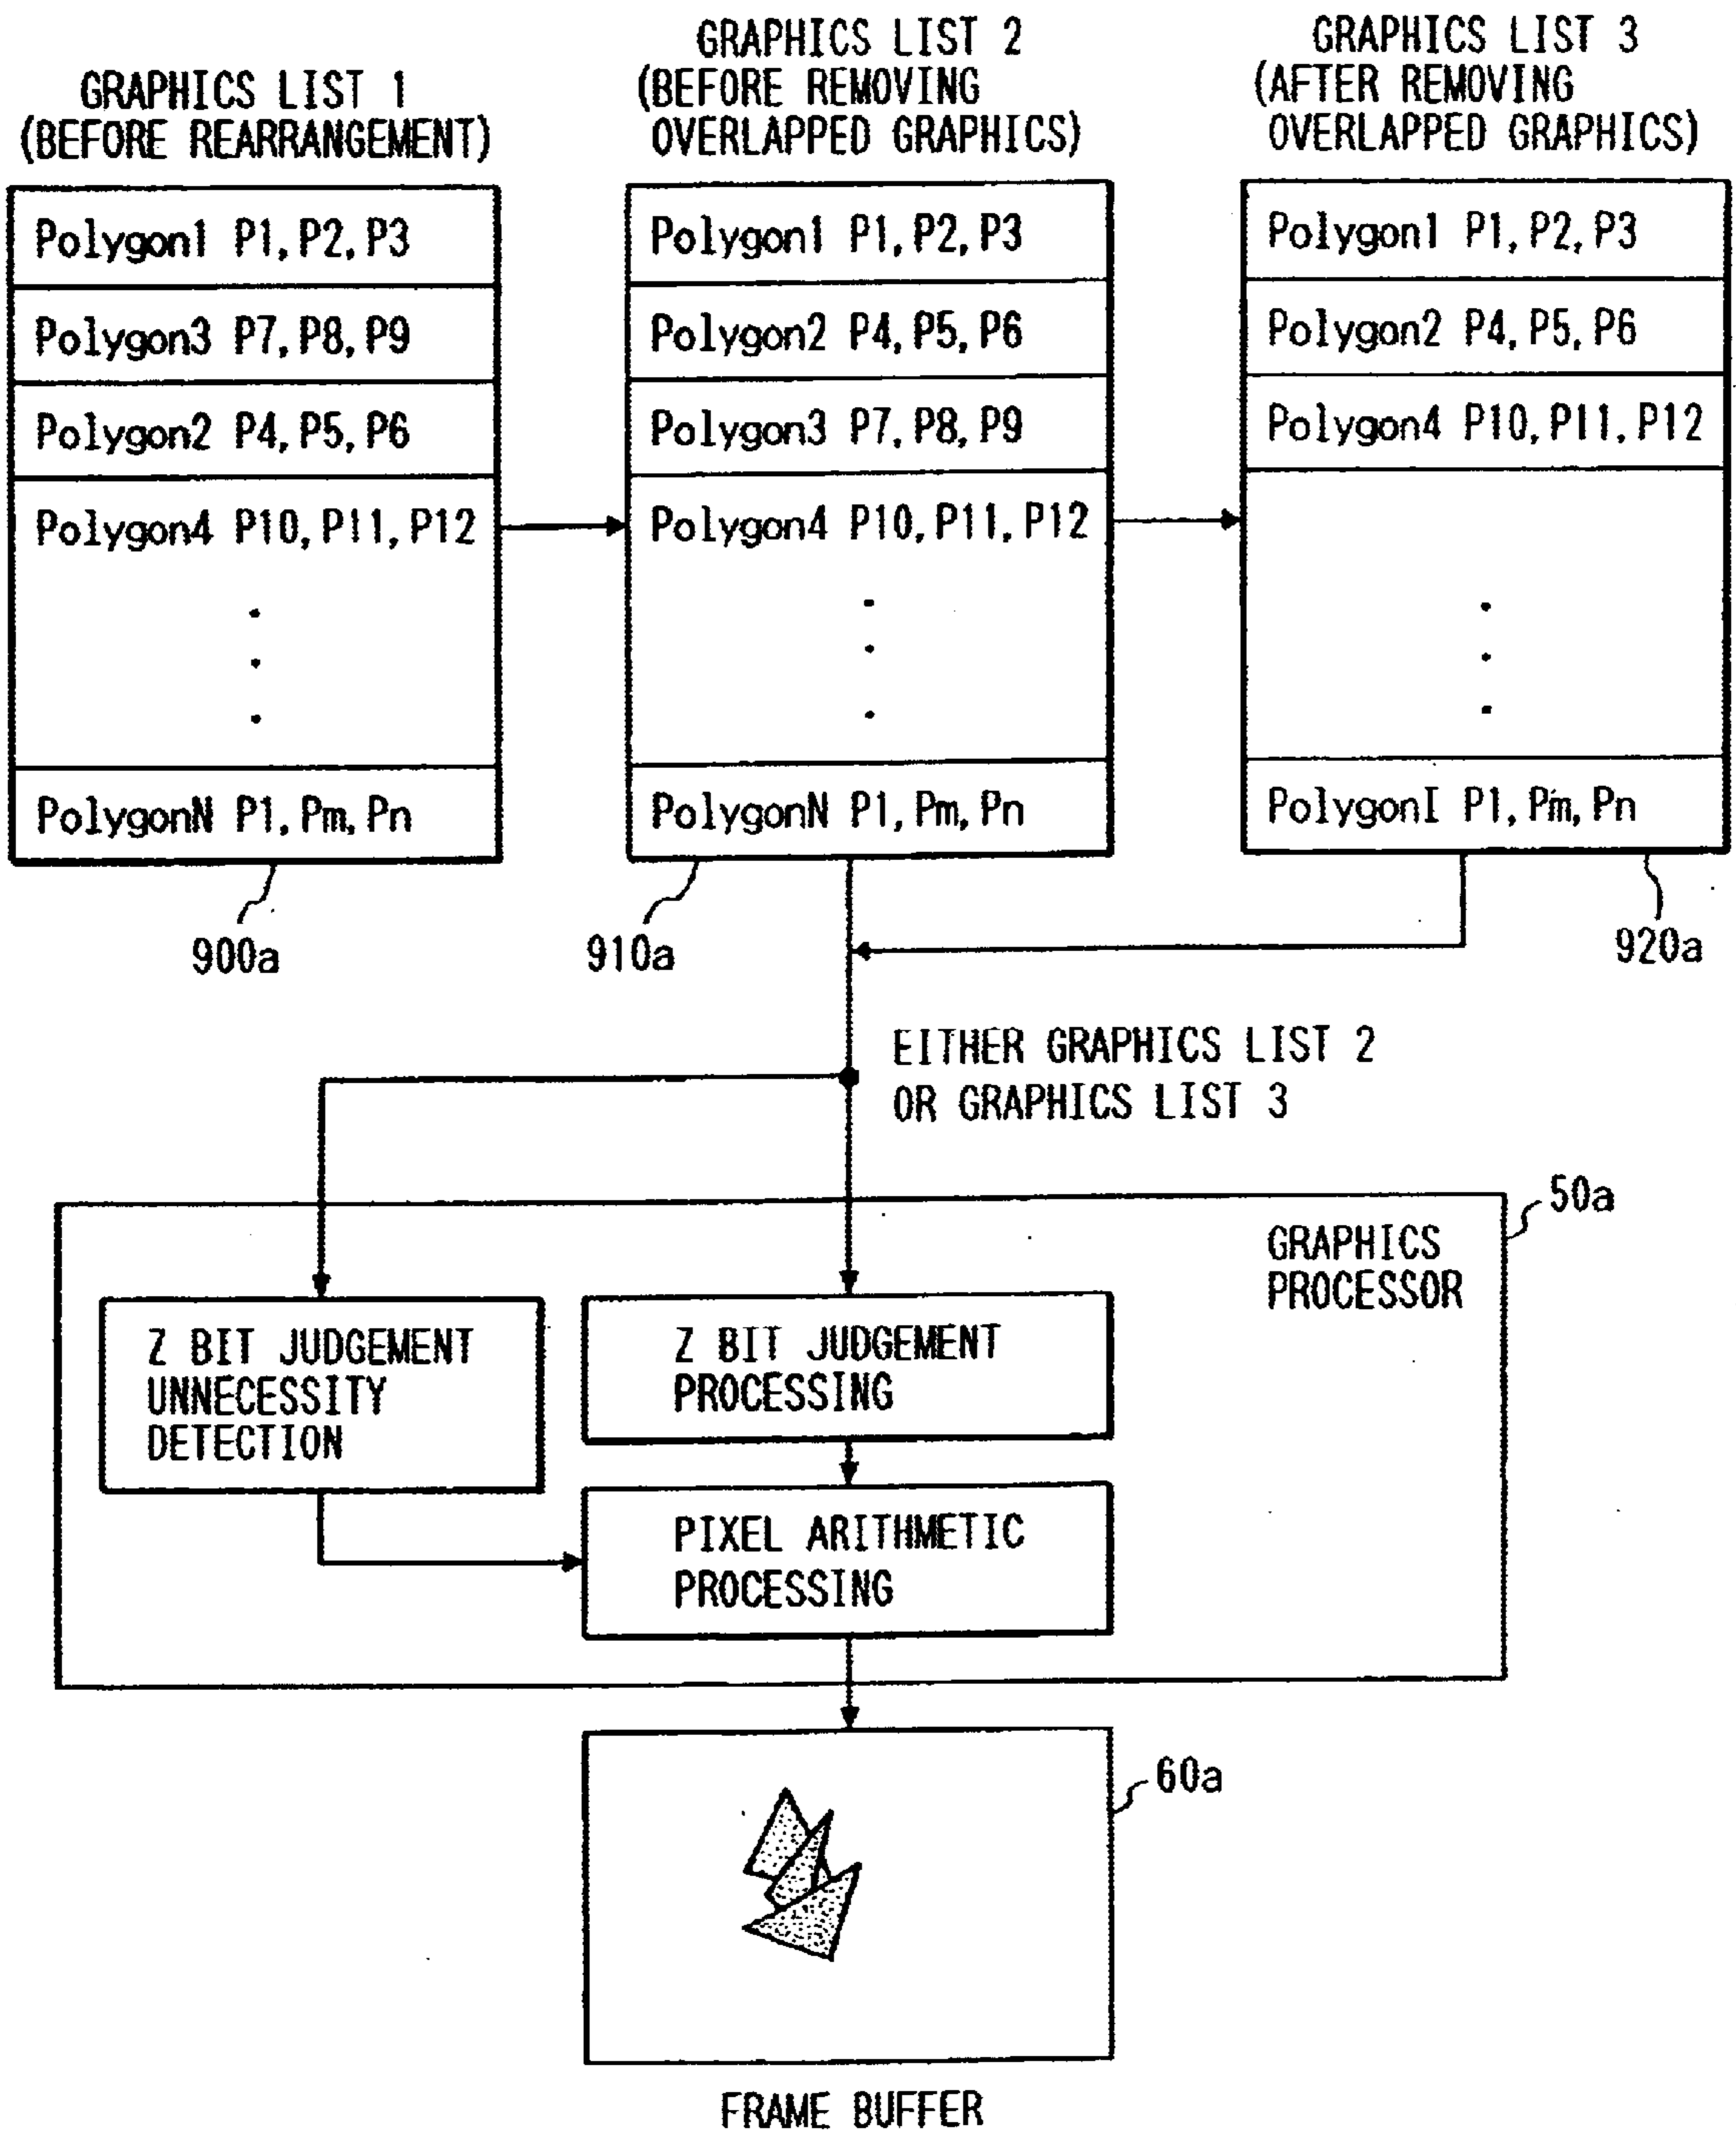 GRAPHICS LIST 1
(BEFORE REARRANGEMENT)
Polygon1 P1, P2, P3
Polygon3 P7, P8, P9
Polygon2 P4, P5, P6
Polygon4 P10, P11, P12
PolygonN P1, Pm, Pn
900a
GRAPHICS LIST 2
(BEFORE REMOVING
OVERLAPPED GRAPHICS)
Polygon1 P1, P2, P3
Polygon2 P4, P5, P6
Polygon3 P7, P8, P9
Polygon4 P10, P11, P12
PolygonN P1, Pm, Pn
910a
GRAPHICS LIST 3
(AFTER REMOVING
OVERLAPPED GRAPHICS)
Polygon1 P1, P2, P3
Polygon2 P4, P5, P6
Polygon4 P10, P11, P12
PolygonI P1, Pm, Pn
920a
EITHER GRAPHICS LIST 2
OR GRAPHICS LIST 3
50a
GRAPHICS
PROCESSOR
Z BIT JUDGEMENT
UNNECESSITY
DETECTION
Z BIT JUDGEMENT
PROCESSING
PIXEL ARITHMETIC
PROCESSING
60a
FRAME BUFFER